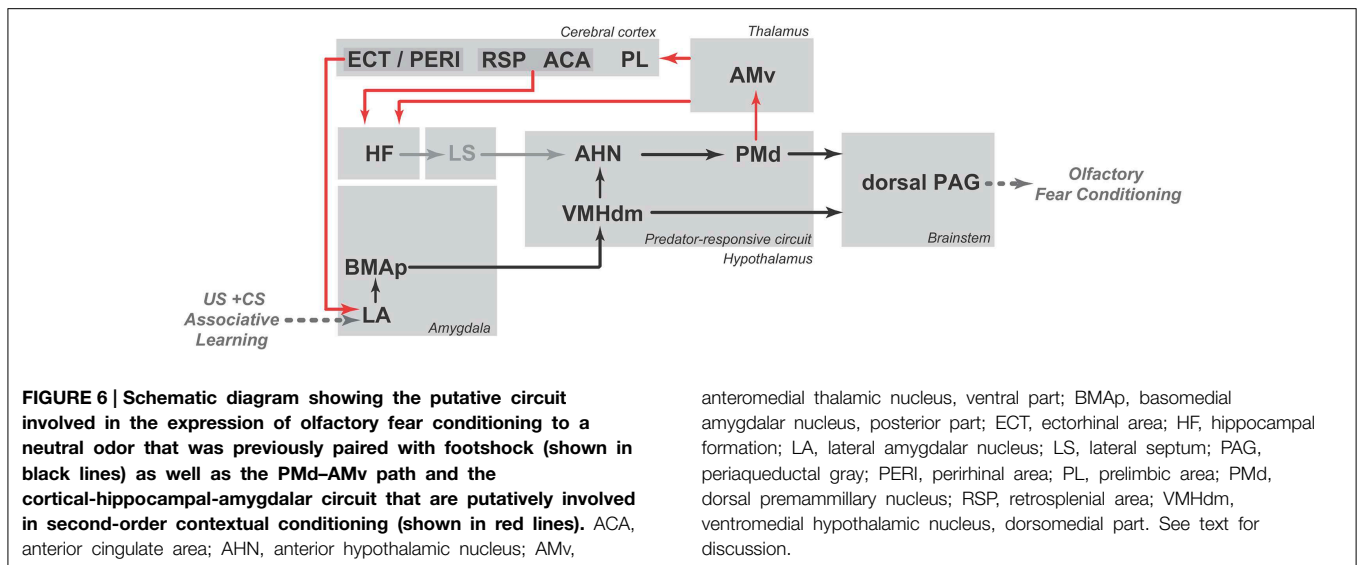 Cerebral cortex
Thalamus
ECT / PERI RSP ACA PL
AMv
HF LS AHN PMd
dorsal PAG
Olfactory
Fear Conditioning
VMHdm
Predator-responsive circuit
Hypothalamus
Brainstem
BMAp
US +CS
Associative
Learning
LA
Amygdala
FIGURE 6 | Schematic diagram showing the putative circuit
involved in the expression of olfactory fear conditioning to a
neutral odor that was previously paired with footshock (shown in
black lines) as well as the PMd–AMv path and the
cortical-hippocampal-amygdalar circuit that are putatively involved
in second-order contextual conditioning (shown in red lines). ACA,
anterior cingulate area; AHN, anterior hypothalamic nucleus; AMv,
anteromedial thalamic nucleus, ventral part; BMAp, basomedial
amygdalar nucleus, posterior part; ECT, ectorhinal area; HF, hippocampal
formation; LA, lateral amygdalar nucleus; LS, lateral septum; PAG,
periaqueductal gray; PERI, perirhinal area; PL, prelimbic area; PMd,
dorsal premammillary nucleus; RSP, retrosplenial area; VMHdm,
ventromedial hypothalamic nucleus, dorsomedial part. See text for
discussion.